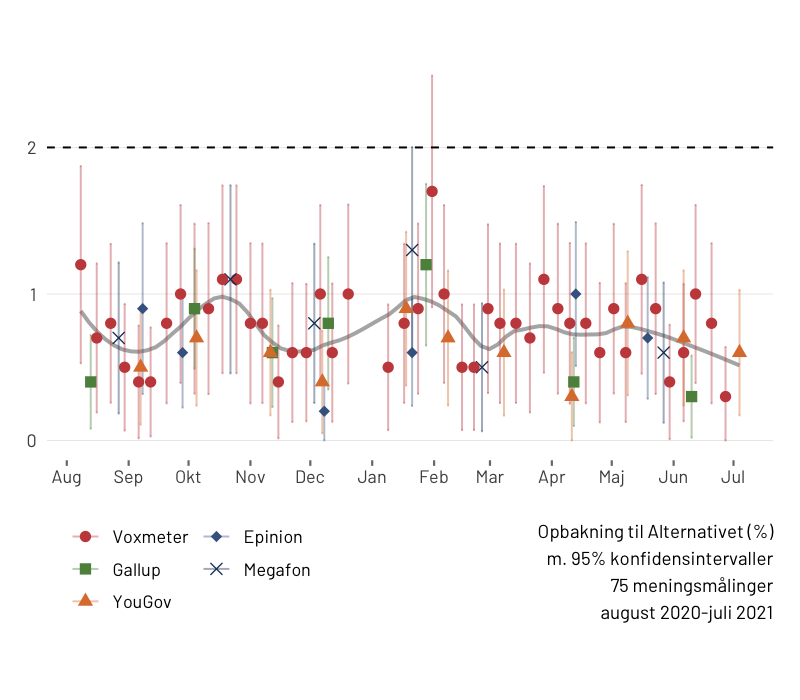 2
1
0
Aug Sep Okt Nov Dec Jan Feb Mar Apr Maj Jun Jul
Voxmeter Epinion
Gallup Megafon
YouGov
Opbakning til Alternativet (%)
m. 95% konfidensintervaller
75 meningsmålinger
august 2020-juli 2021